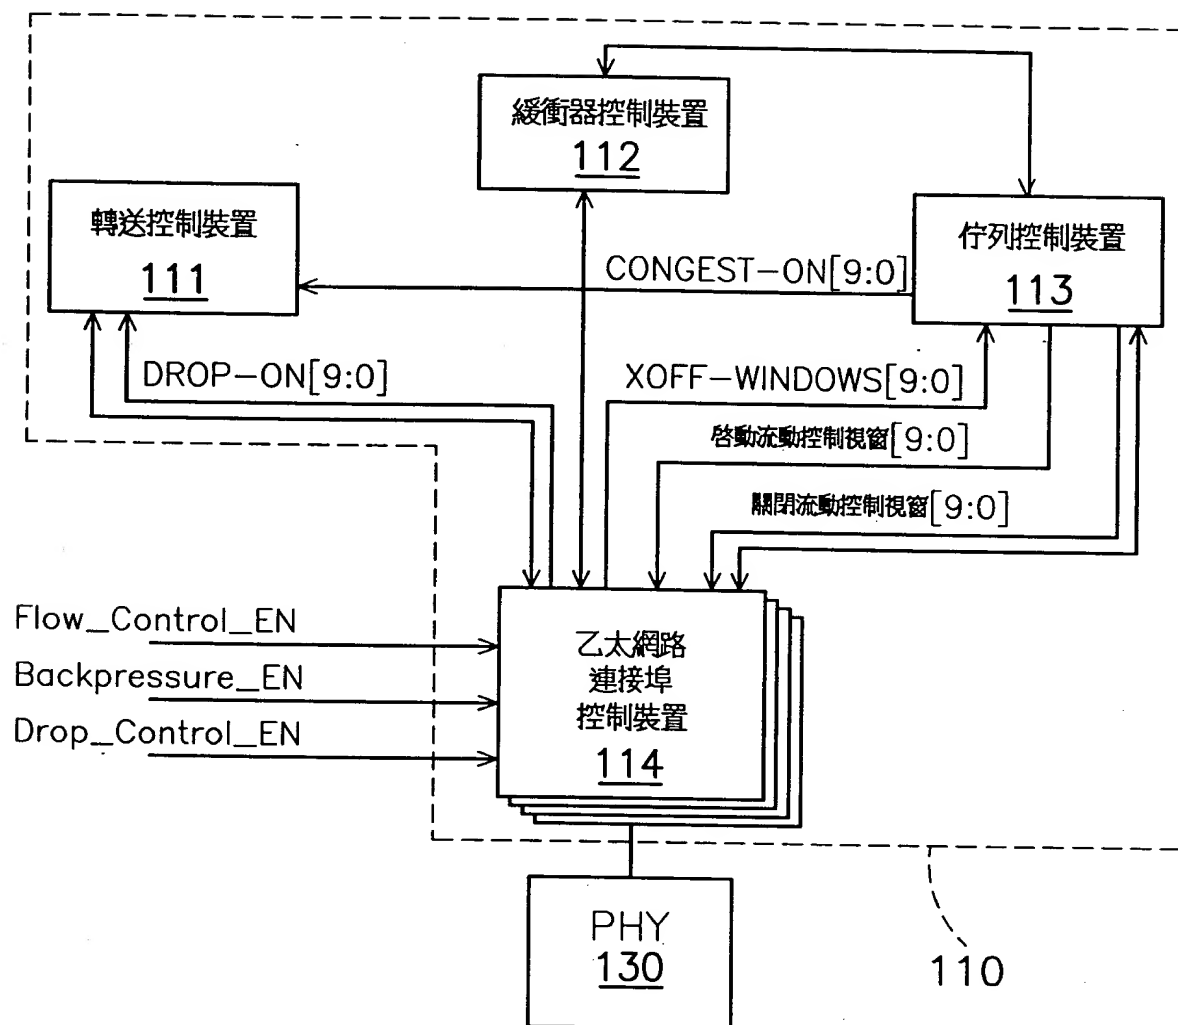 緩衝器控制裝置
112
轉送控制裝置
111
佇列控制裝置
113
CONGEST-ON[9:0]
DROP-ON[9:0]
XOFF-WINDOWS[9:0]
啓動流動控制視窗[9:0]
關閉流動控制視窗[9:0]
Flow_Control_EN
Backpressure_EN
Drop_Control_EN
乙太網路
連接埠
控制裝置
114
PHY
130
110